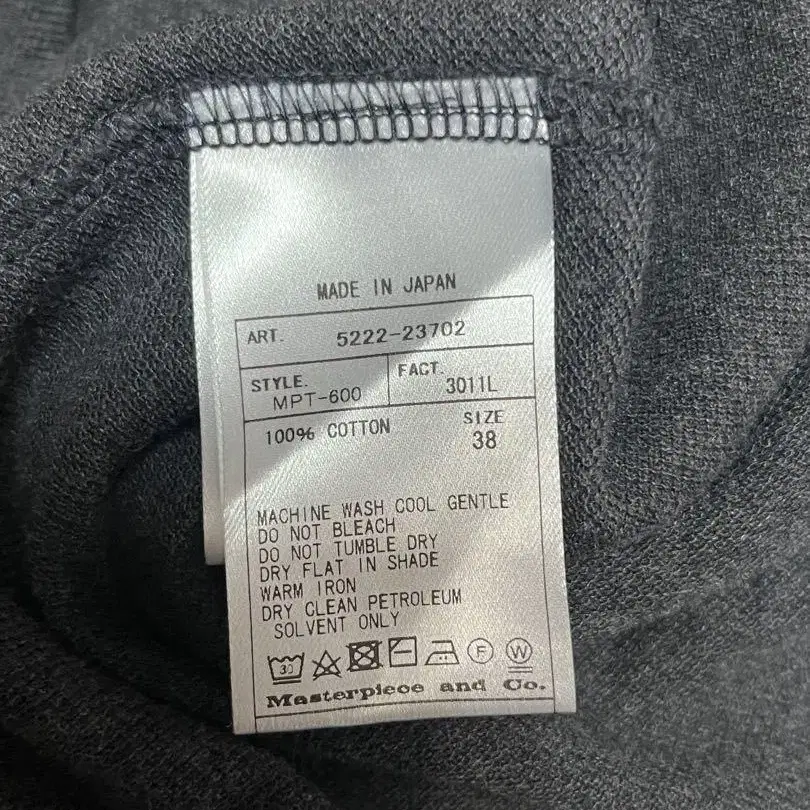 MADE IN JAPAN
ART. 5222-23702
STYLE. FACT.
MPT-600 3011L
100% COTTON SIZE
38
MACHINE WASH COOL GENTLE
DO NOT BLEACH
DO NOT TUMBLE DRY
DRY FLAT IN SHADE
WARM IRON
DRY CLEAN PETROLEUM
SOLVENT ONLY
30 F W
Masterpiece and Co.